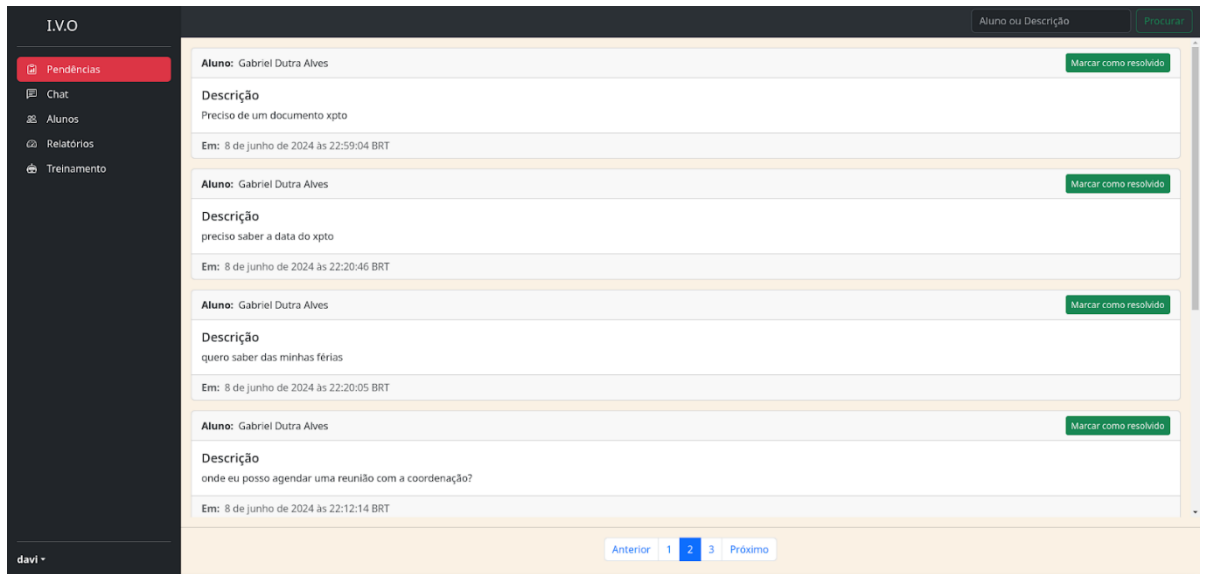 I.V.O
Aluno ou Descrição
Procurar
Pendências
Chat
Alunos
Relatórios
Treinamento
Aluno: Gabriel Dutra Alves
Marcar como resolvido
Descrição
Preciso de um documento xpto
Em: 8 de junho de 2024 às 22:59:04 BRT
Aluno: Gabriel Dutra Alves
Marcar como resolvido
Descrição
preciso saber a data do xpto
Em: 8 de junho de 2024 às 22:20:46 BRT
Aluno: Gabriel Dutra Alves
Marcar como resolvido
Descrição
quero saber das minhas férias
Em: 8 de junho de 2024 às 22:20:05 BRT
Aluno: Gabriel Dutra Alves
Marcar como resolvido
Descrição
onde eu posso agendar uma reunião com a coordenação?
Em: 8 de junho de 2024 às 22:12:14 BRT
Anterior 1 2 3 Próximo
davi